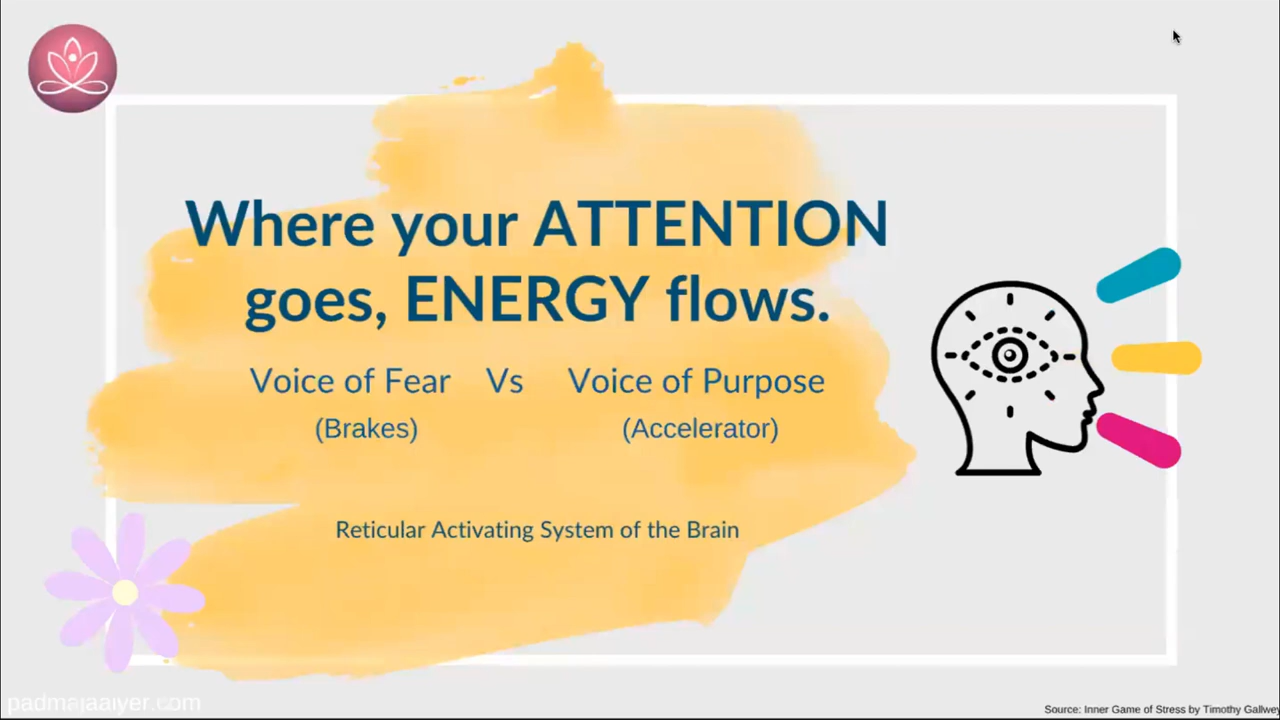 Where your ATTENTION
goes, ENERGY flows.
Voice of Fear Vs Voice of Purpose
(Brakes) (Accelerator)
Reticular Activating System of the Brain
padmajaaiyer.com
Source: Inner Game of Stress by Timothy Gallwey